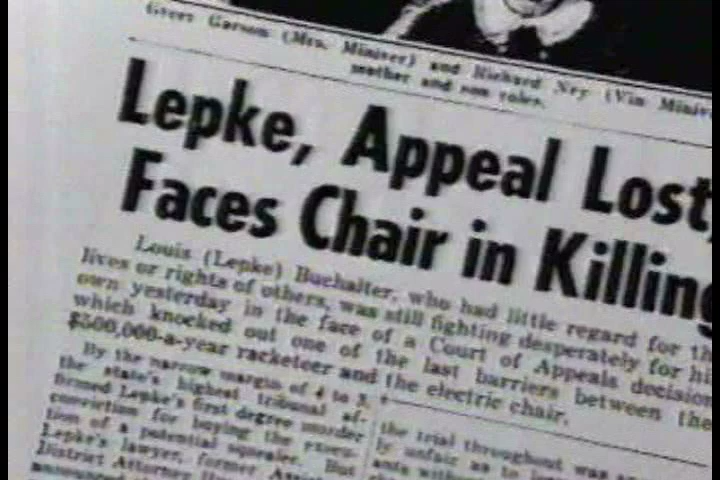 Greer Garson (Mrs. Miniver) and Richard Ney (Vin Miniver
mother and son roles.
Lepke, Appeal Lost,
Faces Chair in Killing
Louis (Lepke) Buchalter, who had little regard for th
lives or rights of others, was still fighting desperately for hi
own yesterday in the face of a Court of Appeals decision
which knocked out one of the last barriers between the
$500,000-a-year racketeer and the electric chair.
By the narrow margin of 4 to 3,
the state's highest tribunal af-
firmed Lepke's first degree murder
conviction for buying the execu-
tion of a potential squealer. But
Lepke's lawyer, former
District Attorney
the trial throughout was
ly unfair as to